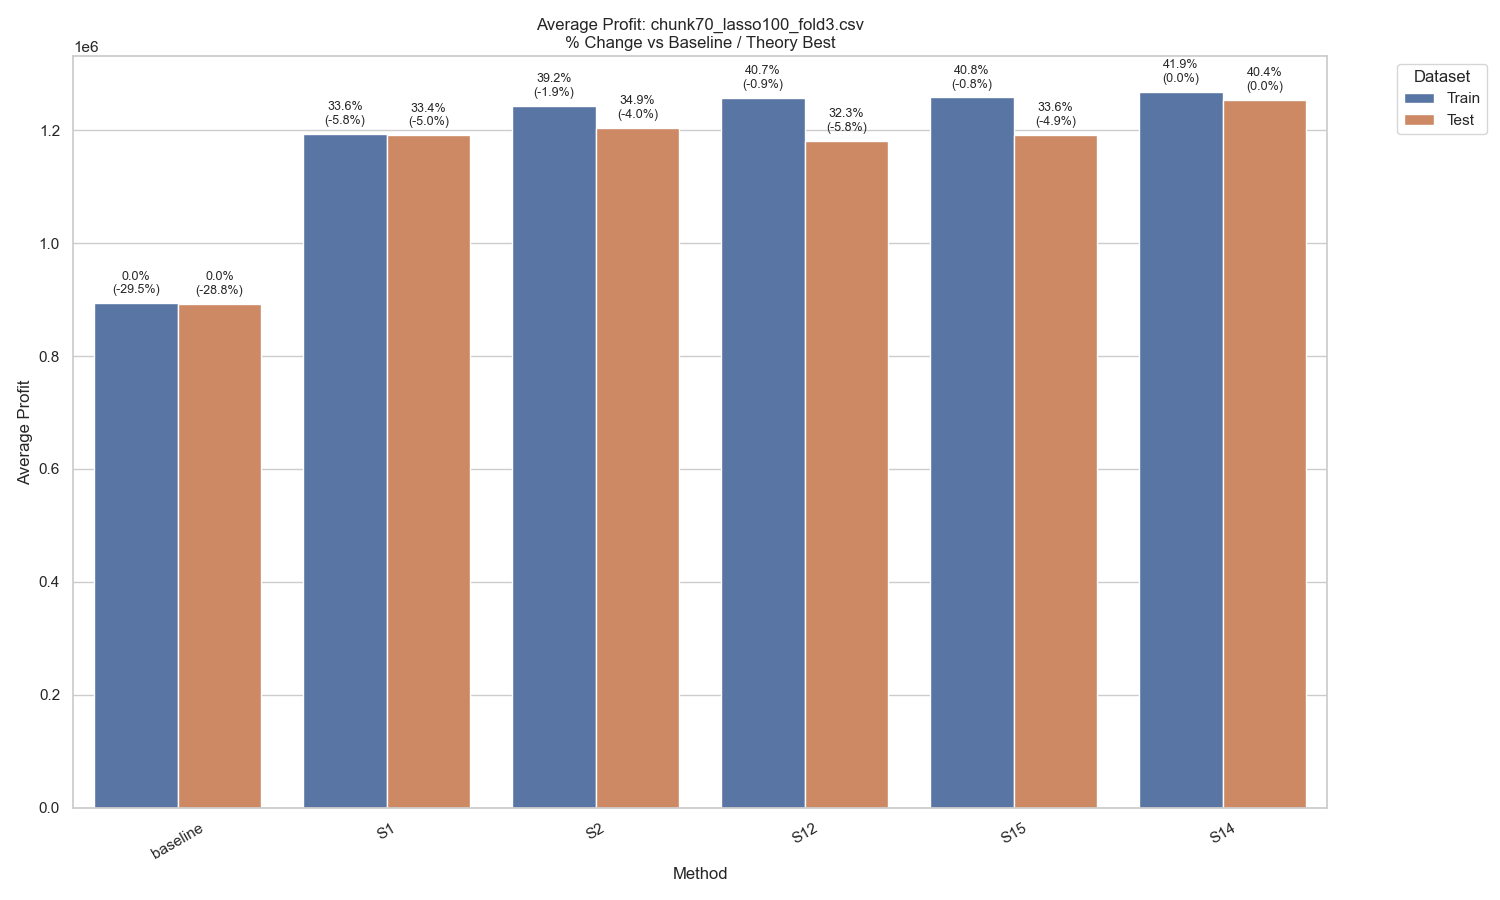 Average Profit: chunk70_lasso100_fold3.csv
% Change vs Baseline / Theory Best
1e6
Dataset
Train
Test
41.9%
(0.0%)
40.4%
(0.0%)
40.7%
(-0.9%)
40.8%
(-0.8%)
39.2%
(-1.9%)
34.9%
(-4.0%)
33.6%
(-5.8%)
33.4%
(-5.0%)
32.3%
(-5.8%)
33.6%
(-4.9%)
0.0%
(-29.5%)
0.0%
(-28.8%)
1.2
1.0
0.8
0.6
0.4
0.2
0.0
Average Profit
baseline
S1
S2
S12
S15
S14
Method